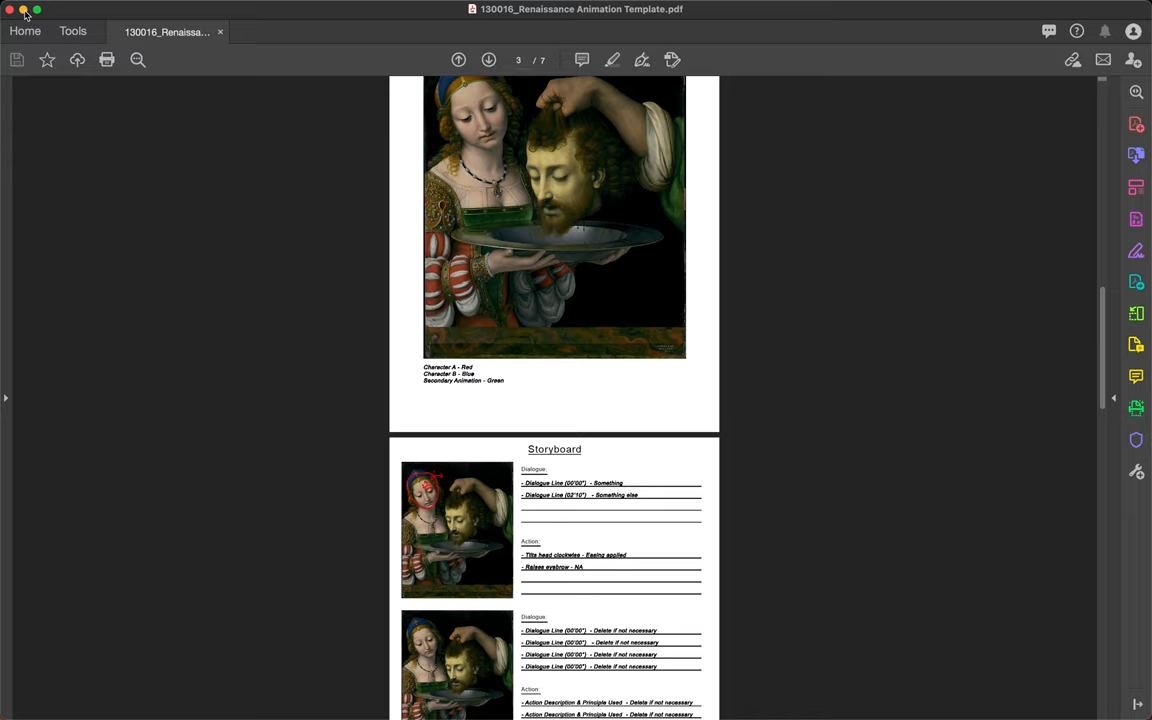 130016_Renaissance Animation Template.pdf
Home
Tools
130016_Renaissa...
3 / 7
Character A - Red
Character B - Blue
Secondary Animation - Green
Storyboard
Dialogue:
- Dialogue Line (00'00") - Something
- Dialogue Line (02'10") - Something else
Action:
- Tilts head clockwise - Easing applied
- Raises eyebrow - NA
Dialogue:
- Dialogue Line (00'00") - Delete if not necessary
- Dialogue Line (00'00") - Delete if not necessary
- Dialogue Line (00'00") - Delete if not necessary
- Dialogue Line (00'00") - Delete if not necessary
Action:
- Action Description & Principle Used - Delete if not necessary
- Action Description & Principle Used - Delete if not necessary